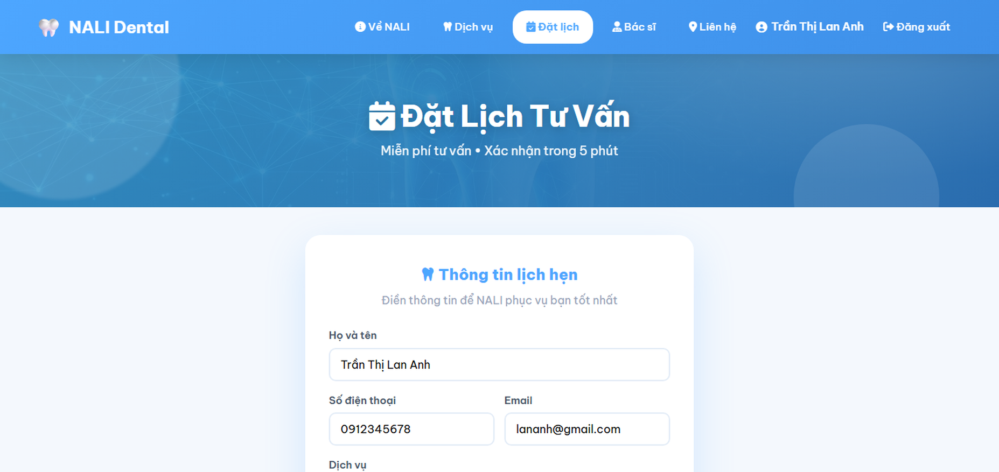 NALI Dental
Về NALI Dịch vụ Đặt lịch Bác sĩ Liên hệ Trần Thị Lan Anh Đăng xuất
Đặt Lịch Tư Vấn
Miễn phí tư vấn • Xác nhận trong 5 phút
Thông tin lịch hẹn
Điền thông tin để NALI phục vụ bạn tốt nhất
Họ và tên
Trần Thị Lan Anh
Số điện thoại
0912345678
Email
lananh@gmail.com
Dịch vụ